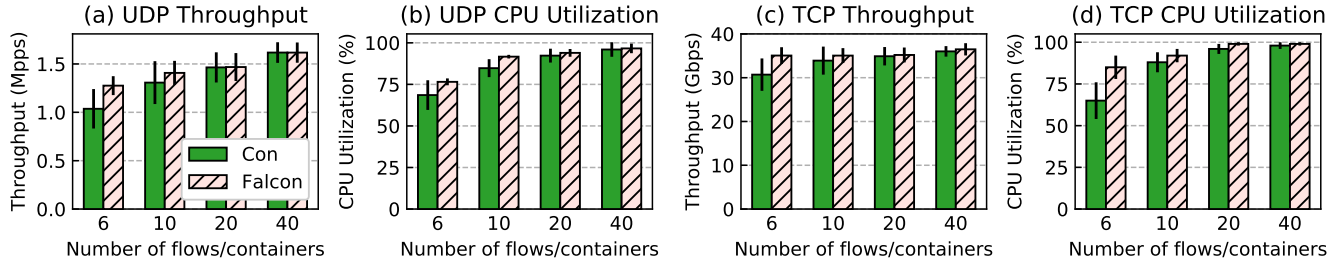 (a) UDP Throughput
Throughput (Mpps)
1.5
1.0
0.5
0.0
Con
Falcon
6 10 20 40
Number of flows/containers
(b) UDP CPU Utilization
CPU Utilization (%)
100
75
50
25
0
6 10 20 40
Number of flows/containers
(c) TCP Throughput
Throughput (Gbps)
40
30
20
10
0
6 10 20 40
Number of flows/containers
(d) TCP CPU Utilization
CPU Utilization (%)
100
75
50
25
0
6 10 20 40
Number of flows/containers